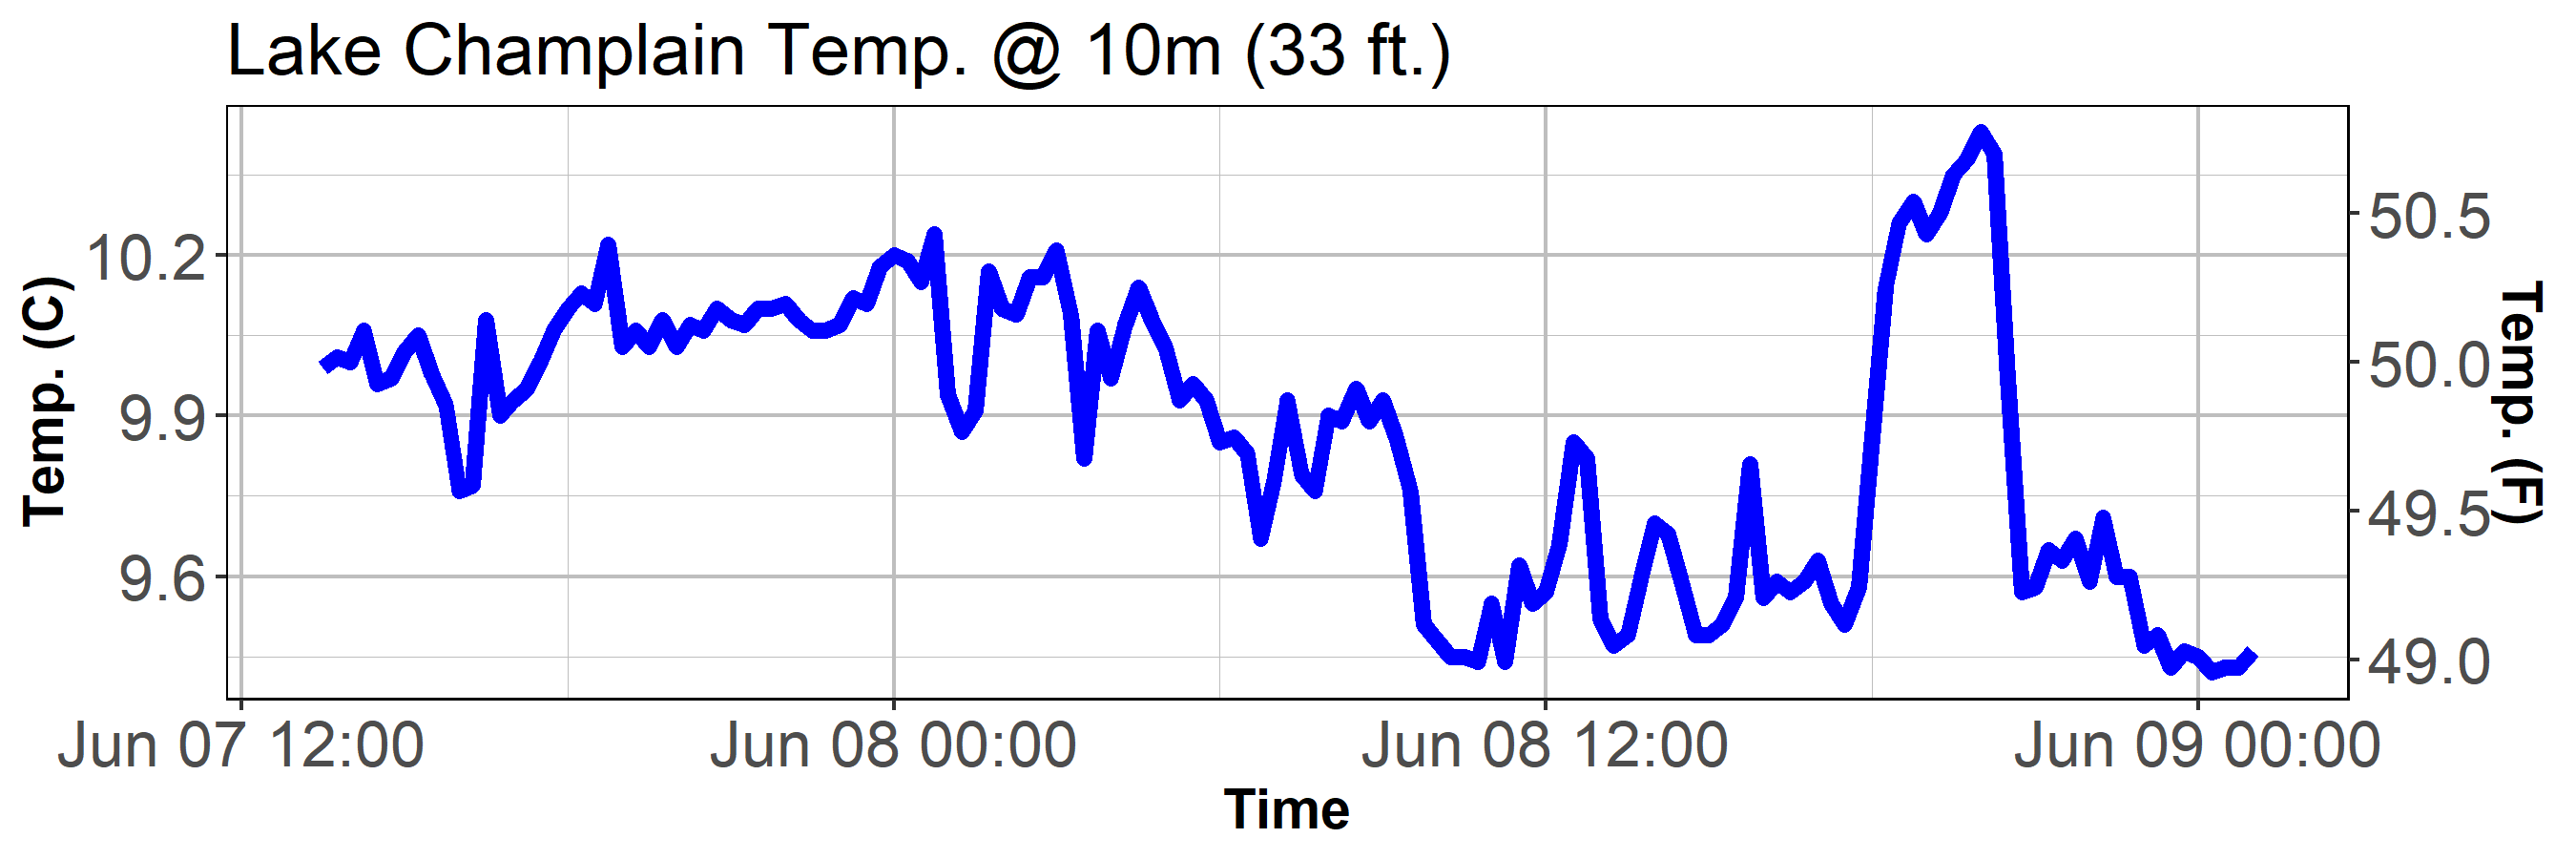 Lake Champlain Temp. @ 10m (33 ft.)
Temp. (C)
10.2
9.9
9.6
50.5
50.0
49.5
49.0
Temp. (F)
Jun 07 12:00 Jun 08 00:00 Jun 08 12:00 Jun 09 00:00
Time